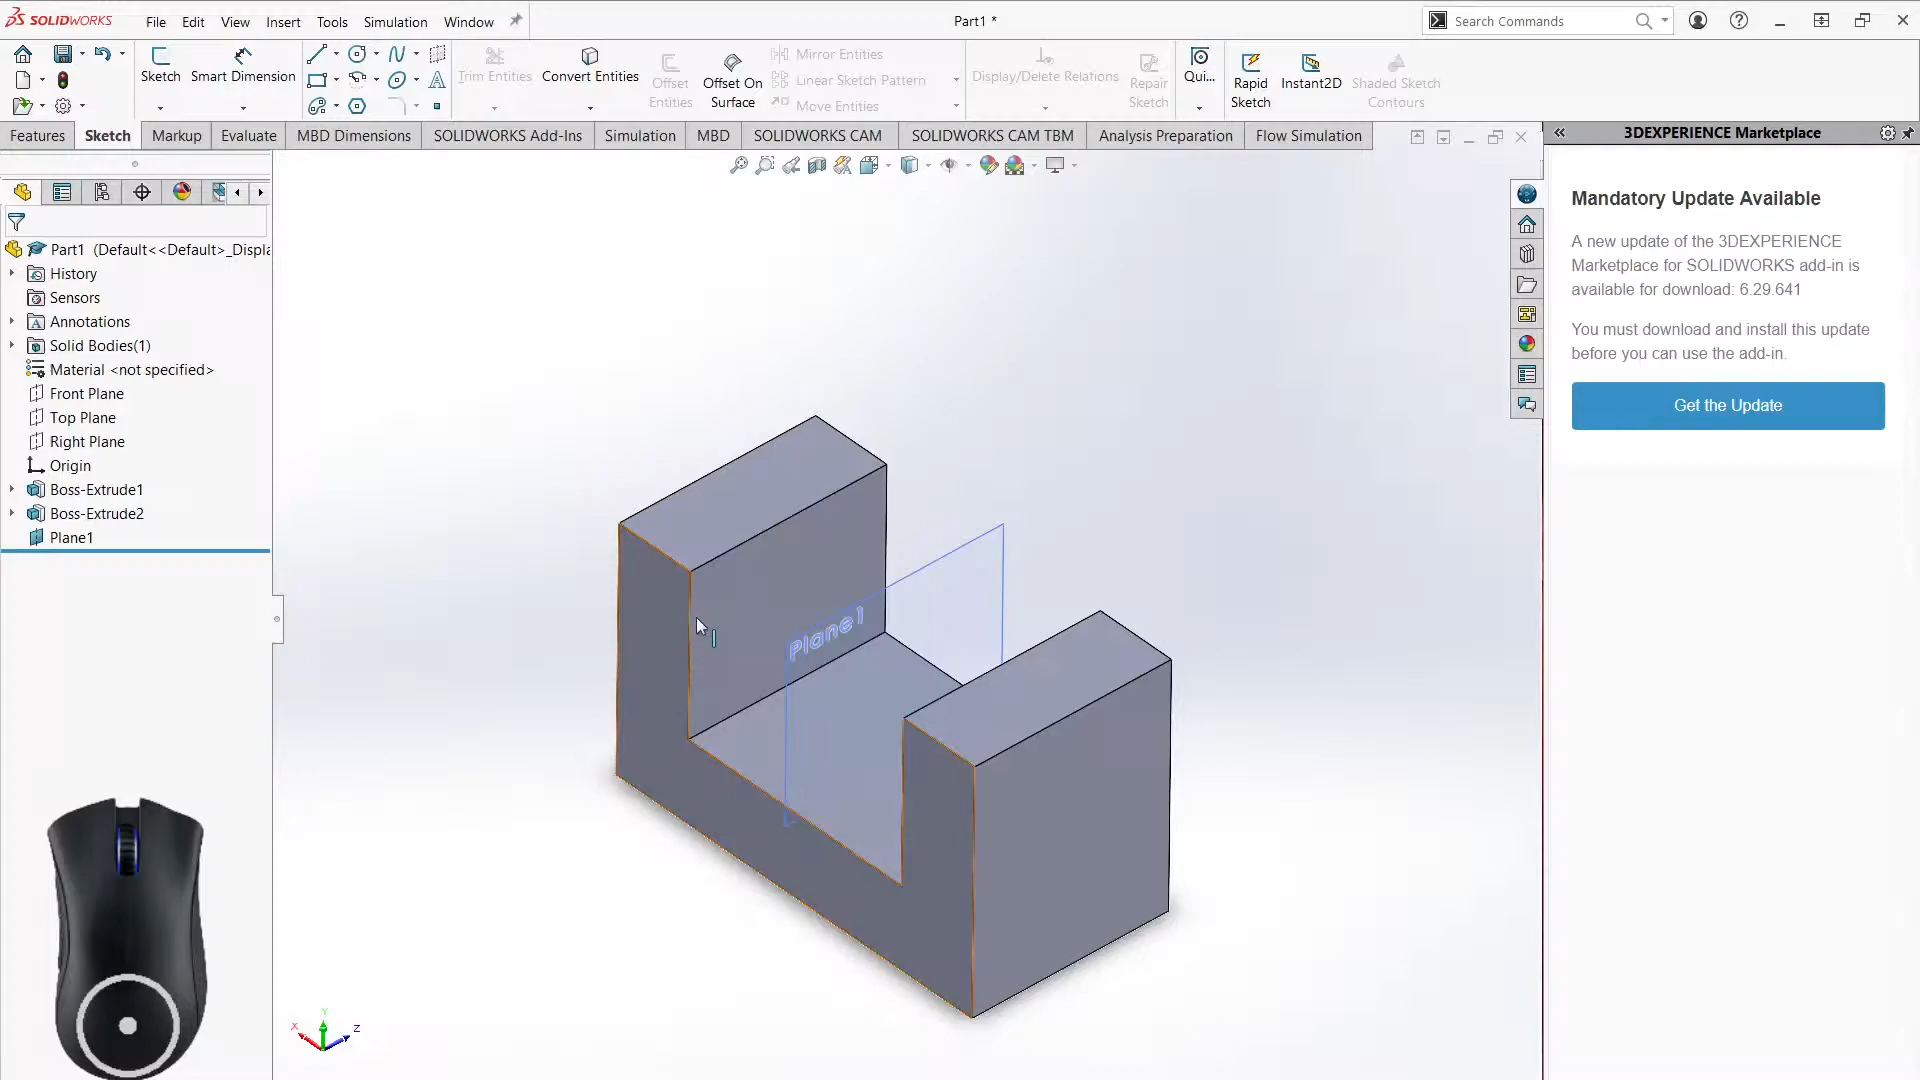 SOLIDWORKS
File Edit View Insert Tools Simulation Window
Part1 *
Search Commands
Sketch
Smart Dimension
Trim Entities
Convert Entities
Offset
Entities
Offset On
Surface
Mirror Entities
Linear Sketch Pattern
Move Entities
Display/Delete Relations
Repair
Sketch
Qui...
Rapid
Sketch
Instant2D
Shaded Sketch
Contours
Features Sketch Markup Evaluate MBD Dimensions SOLIDWORKS Add-Ins Simulation MBD SOLIDWORKS CAM SOLIDWORKS CAM TBM Analysis Preparation Flow Simulation
3DEXPERIENCE Marketplace
Mandatory Update Available
A new update of the 3DEXPERIENCE
Marketplace for SOLIDWORKS add-in is
available for download: 6.29.641
You must download and install this update
before you can use the add-in.
Get the Update
Part1 (Default<<Default>_Displa
History
Sensors
Annotations
Solid Bodies(1)
Material <not specified>
Front Plane
Top Plane
Right Plane
Origin
Boss-Extrude1
Boss-Extrude2
Plane1
Plane1
Y
X
Z